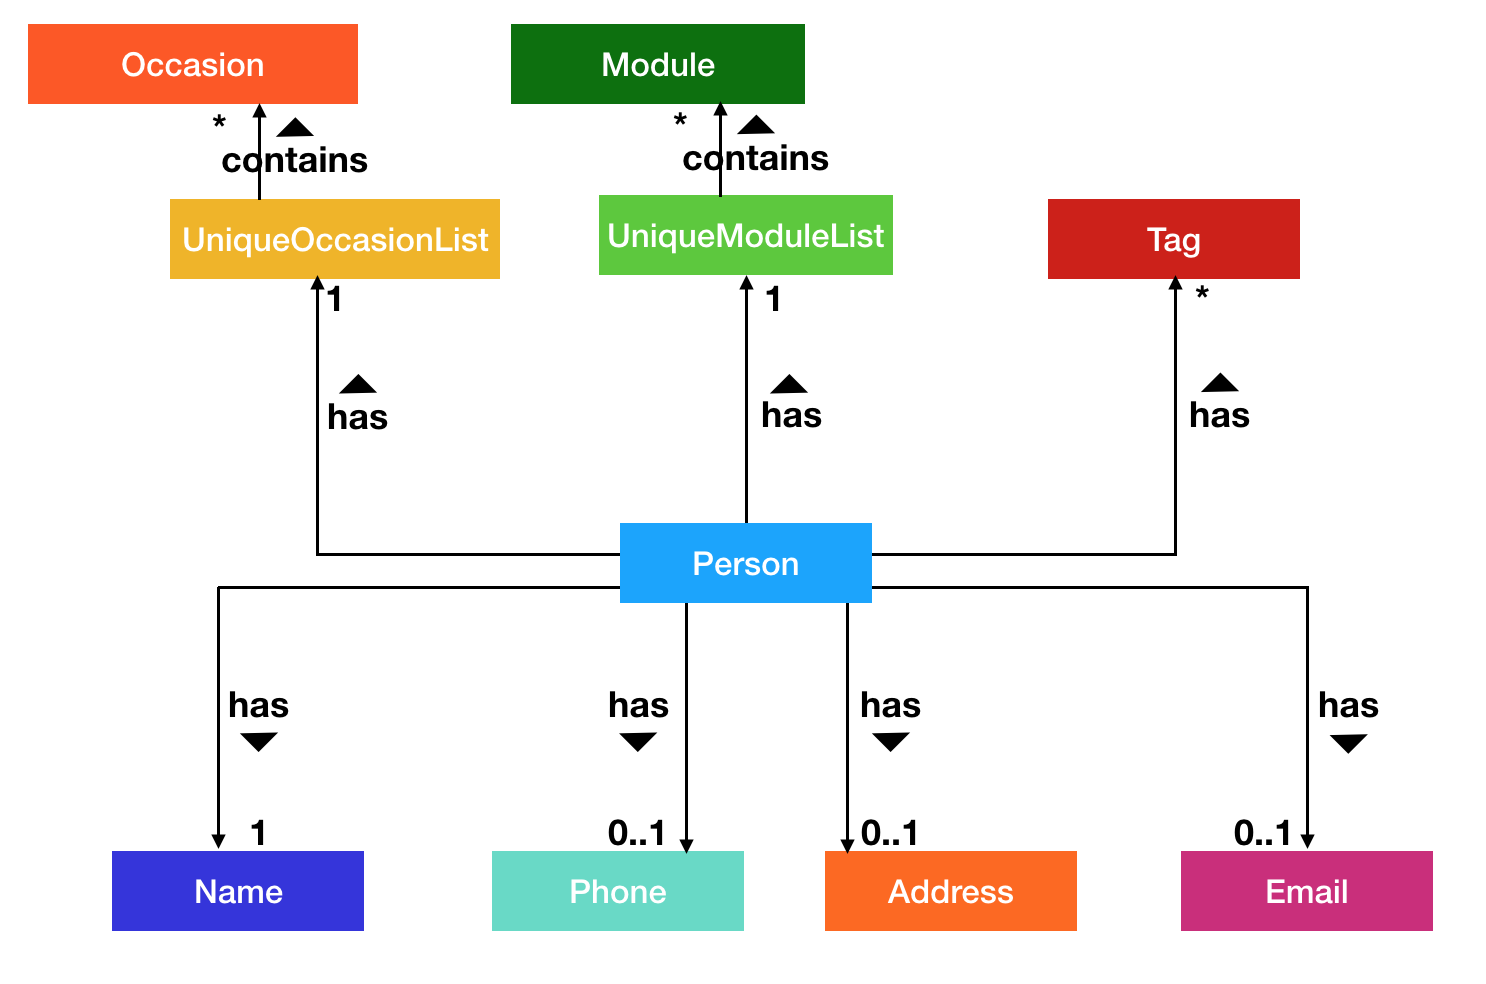 Occasion
Module
*
*
contains
contains
UniqueOccasionList
UniqueModuleList
Tag
1
1
*
has
has
has
Person
has
has
has
has
1
0..1
0..1
0..1
Name
Phone
Address
Email